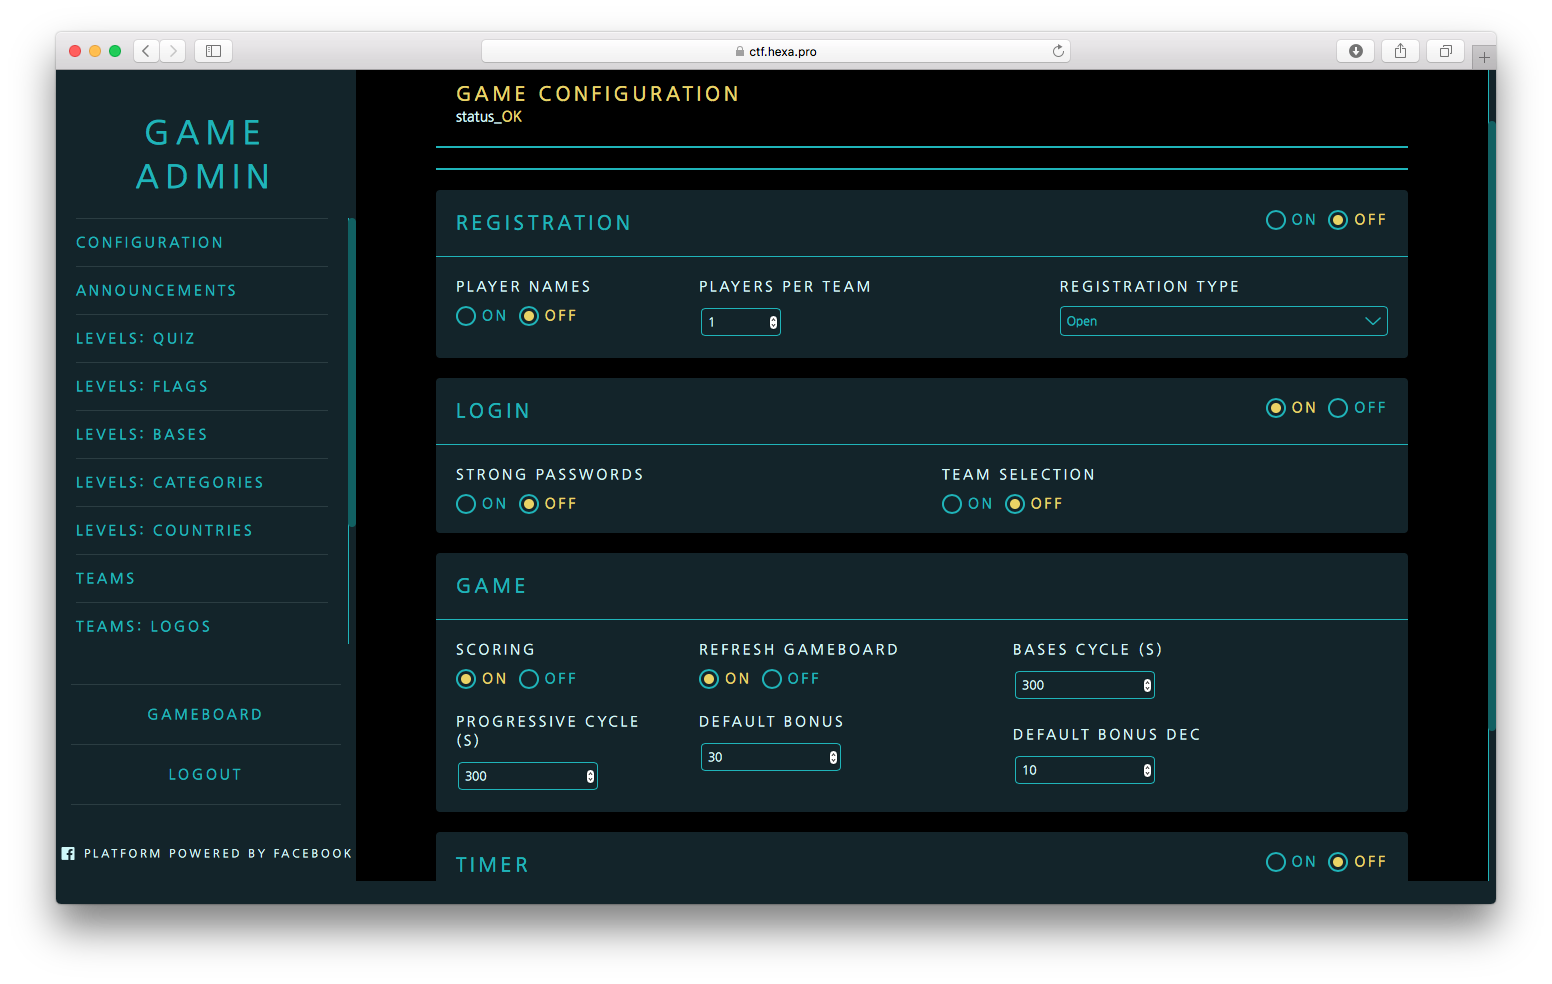 ctf.hexa.pro
GAME
ADMIN
CONFIGURATION
ANNOUNCEMENTS
LEVELS: QUIZ
LEVELS: FLAGS
LEVELS: BASES
LEVELS: CATEGORIES
LEVELS: COUNTRIES
TEAMS
TEAMS: LOGOS
GAMEBOARD
LOGOUT
PLATFORM POWERED BY FACEBOOK
GAME CONFIGURATION
status_OK
REGISTRATION
ON OFF
PLAYER NAMES
ON OFF
PLAYERS PER TEAM
1
REGISTRATION TYPE
Open
LOGIN
ON OFF
STRONG PASSWORDS
ON OFF
TEAM SELECTION
ON OFF
GAME
SCORING
ON OFF
REFRESH GAMEBOARD
ON OFF
BASES CYCLE (S)
300
PROGRESSIVE CYCLE
(S)
300
DEFAULT BONUS
30
DEFAULT BONUS DEC
10
TIMER
ON OFF